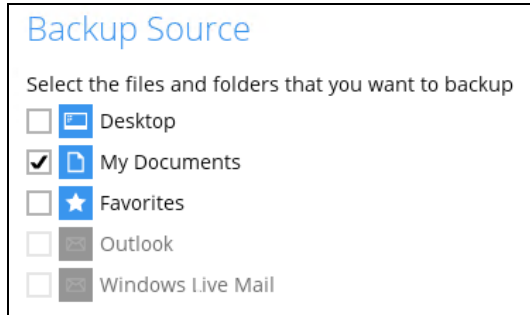 Backup Source
Select the files and folders that you want to backup
Desktop
My Documents
Favorites
Outlook
Windows Live Mail